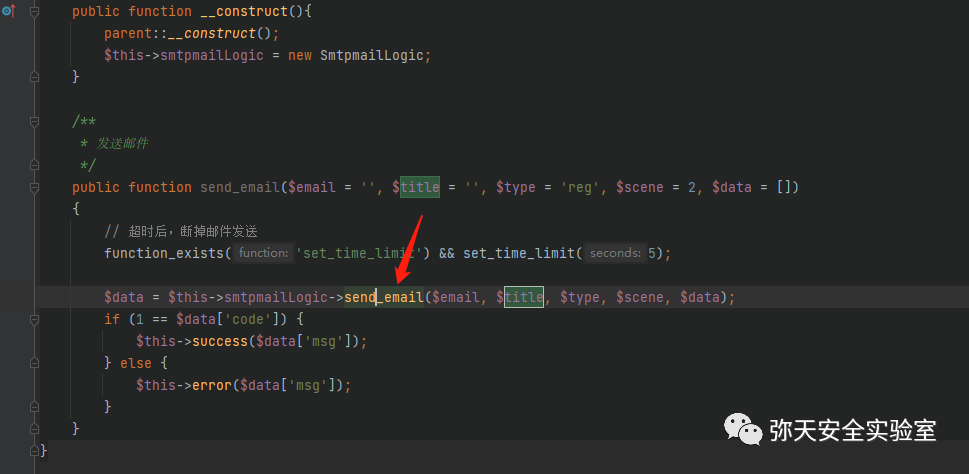 public function __construct(){
parent::__construct();
$this->smtpmailLogic = new SmtpmailLogic;
}
/**
* 发送邮件
*/
public function send_email($email = '', $title = '', $type = 'reg', $scene = 2, $data = [])
{
// 超时后，断掉邮件发送
function_exists( function: 'set_time_limit') && set_time_limit( seconds: 5);
$data = $this->smtpmailLogic->send_email($email, $title, $type, $scene, $data);
if (1 == $data['code']) {
$this->success($data['msg']);
} else {
$this->error($data['msg']);
}
}
}
弥天安全实验室